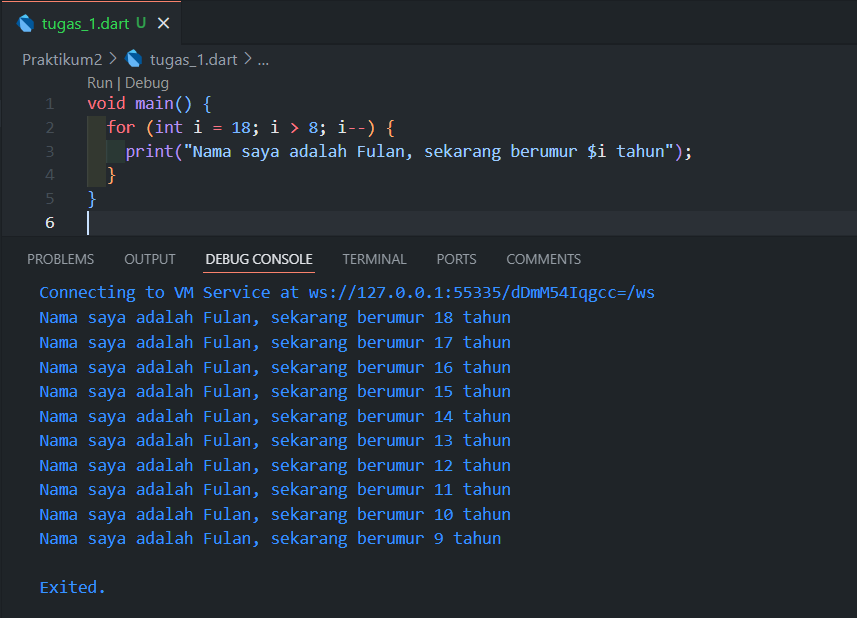 tugas_1.dart U ×
Praktikum2 > tugas_1.dart > ...
Run | Debug
1 void main() {
2 for (int i = 18; i > 8; i--) {
3 print("Nama saya adalah Fulan, sekarang berumur $i tahun");
4 }
5 }
6
PROBLEMS OUTPUT DEBUG CONSOLE TERMINAL PORTS COMMENTS
Connecting to VM Service at ws://127.0.0.1:55335/dDmM54Iqgcc=/ws
Nama saya adalah Fulan, sekarang berumur 18 tahun
Nama saya adalah Fulan, sekarang berumur 17 tahun
Nama saya adalah Fulan, sekarang berumur 16 tahun
Nama saya adalah Fulan, sekarang berumur 15 tahun
Nama saya adalah Fulan, sekarang berumur 14 tahun
Nama saya adalah Fulan, sekarang berumur 13 tahun
Nama saya adalah Fulan, sekarang berumur 12 tahun
Nama saya adalah Fulan, sekarang berumur 11 tahun
Nama saya adalah Fulan, sekarang berumur 10 tahun
Nama saya adalah Fulan, sekarang berumur 9 tahun
Exited.